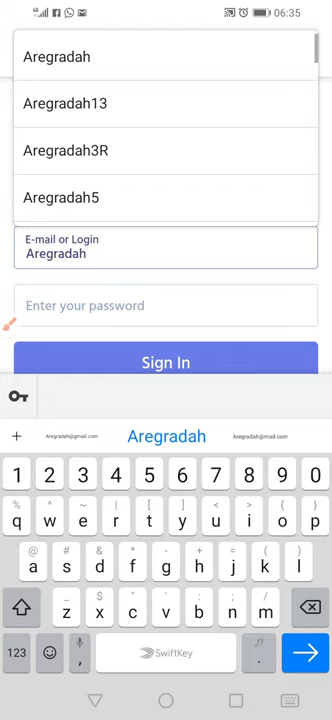 06:35
Aregradah
Aregradah13
Aregradah3R
Aregradah5
E-mail or Login
Aregradah
Enter your password
Sign In
+ Aregradah@gmail.com Aregradah Aregradah@mail.com
1 2 3 4 5 6 7 8 9 0
% ^ ~ | [ ] < > { }
q w e r t y u i o p
@ # & * - + = ( )
a s d f g h j k l
_ $ " ' : ; /
z x c v b n m
123 , SwiftKey ,!? .